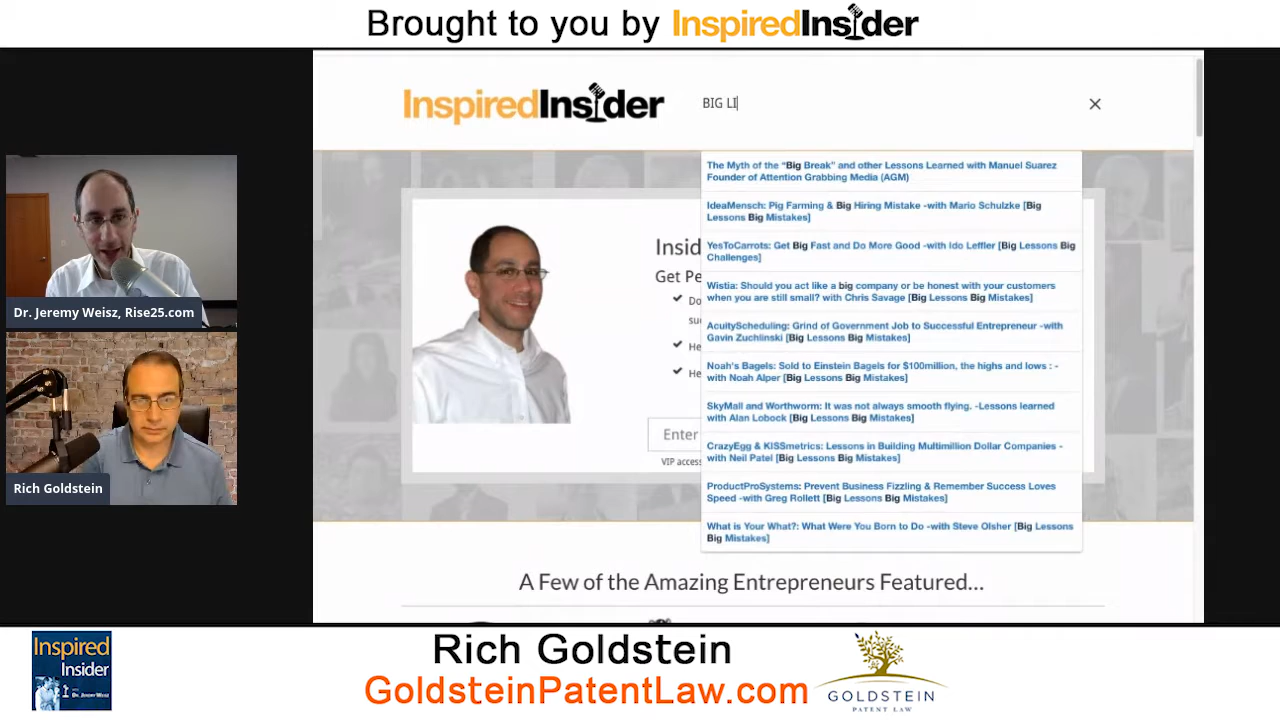 Brought to you by InspiredInsider
InspiredInsider
BIG LI
The Myth of the “Big Break” and other Lessons Learned with Manuel Suarez
Founder of Attention Grabbing Media (AGM)
IdeaMensch: Pig Farming & Big Hiring Mistake -with Mario Schulzke [Big
Lessons Big Mistakes]
YesToCarrots: Get Big Fast and Do More Good -with Ido Leffler [Big Lessons Big
Challenges]
Wistia: Should you act like a big company or be honest with your customers
when you are still small? with Chris Savage [Big Lessons Big Mistakes]
AcuityScheduling: Grind of Government Job to Successful Entrepreneur -with
Gavin Zuchlinski [Big Lessons Big Mistakes]
Noah's Bagels: Sold to Einstein Bagels for $100million, the highs and lows : -
with Noah Alper [Big Lessons Big Mistakes]
SkyMall and Worthworm: It was not always smooth flying. -Lessons learned
with Alan Lobock [Big Lessons Big Mistakes]
CrazyEgg & KISSmetrics: Lessons in Building Multimillion Dollar Companies -
with Neil Patel [Big Lessons Big Mistakes]
ProductProSystems: Prevent Business Fizzling & Remember Success Loves
Speed -with Greg Rollett [Big Lessons Big Mistakes]
What is Your What?: What Were You Born to Do -with Steve Olsher [Big Lessons
Big Mistakes]
Insid
Get Pe
Do
suc
He
He
Enter
VIP access
A Few of the Amazing Entrepreneurs Featured...
Dr. Jeremy Weisz, Rise25.com
Rich Goldstein
Inspired
Insider
WITH DR. JEREMY WEISZ
Rich Goldstein
GoldsteinPatentLaw.com
GOLDSTEIN
PATENT LAW